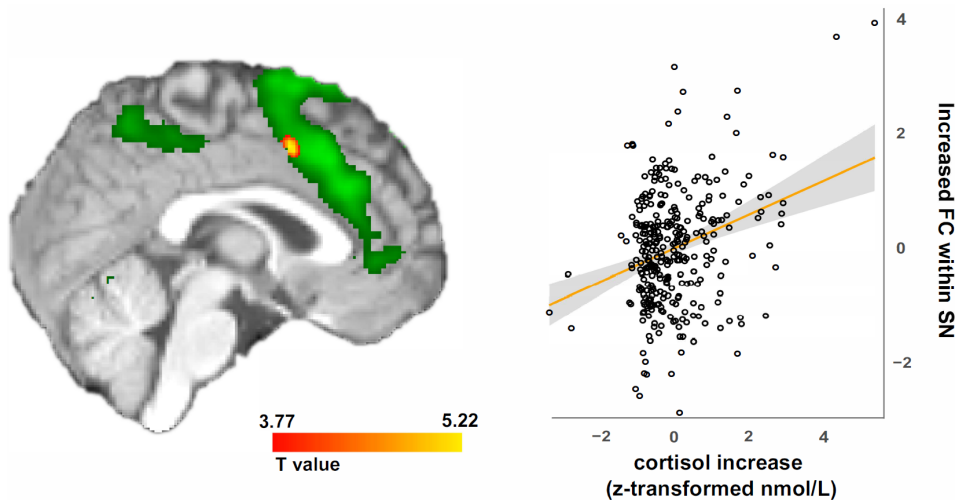 3.77 5.22
T value
4
2
0
−2
Increased FC within SN
−2 0 2 4
cortisol increase
(z-transformed nmol/L)